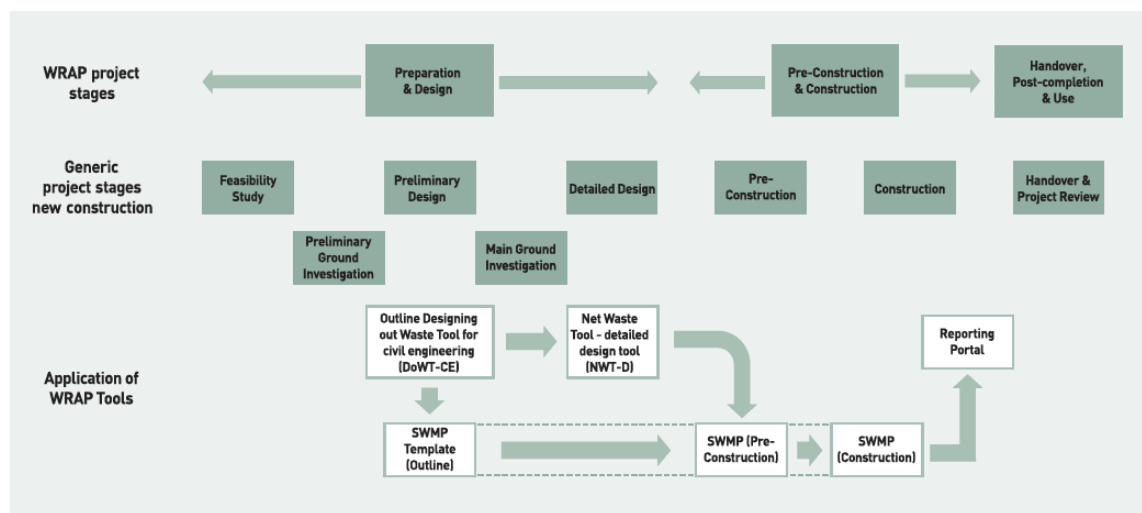 WRAP project
stages
Preparation
& Design
Pre-Construction
& Construction
Handover,
Post-completion
& Use
Generic
project stages
new construction
Feasibility
Study
Preliminary
Design
Detailed Design
Pre-
Construction
Construction
Handover &
Project Review
Preliminary
Ground
Investigation
Main Ground
Investigation
Application of
WRAP Tools
Outline Designing
out Waste Tool for
civil engineering
(DoWT-CE)
Net Waste
Tool - detailed
design tool
(NWT-D)
Reporting
Portal
SWMP
Template
(Outline)
SWMP (Pre-
Construction)
SWMP
(Construction)